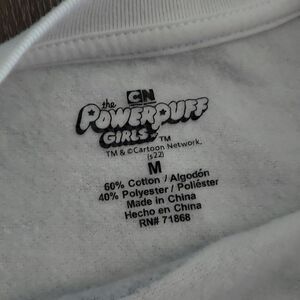 CN
the
POWERPUFF
GIRLS™
TM & ©Cartoon Network.
(s22)
M
60% Cotton / Algodón
40% Polyester / Poliéster
Made in China
Hecho en China
RN# 71868